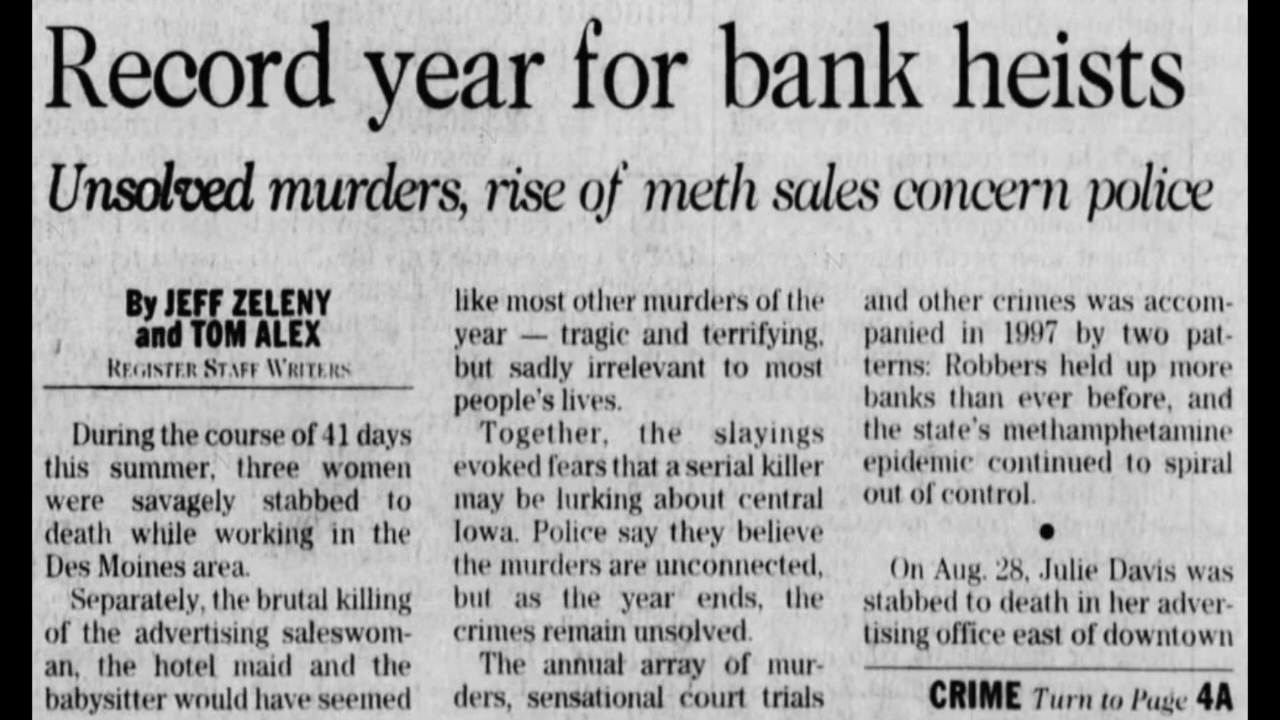 Record year for bank heists
Unsolved murders, rise of meth sales concern police
By JEFF ZELENY
and TOM ALEX
REGISTER STAFF WRITERS
During the course of 41 days
this summer, three women
were savagely stabbed to
death while working in the
Des Moines area.
Separately, the brutal killing
of the advertising saleswom-
an, the hotel maid and the
babysitter would have seemed
like most other murders of the
year — tragic and terrifying,
but sadly irrelevant to most
people's lives.
Together, the slayings
evoked fears that a serial killer
may be lurking about central
Iowa. Police say they believe
the murders are unconnected,
but as the year ends, the
crimes remain unsolved.
The annual array of mur-
ders, sensational court trials
and other crimes was accom-
panied in 1997 by two pat-
terns: Robbers held up more
banks than ever before, and
the state's methamphetamine
epidemic continued to spiral
out of control.
●
On Aug. 28, Julie Davis was
stabbed to death in her adver-
tising office east of downtown
CRIME Turn to Page 4A